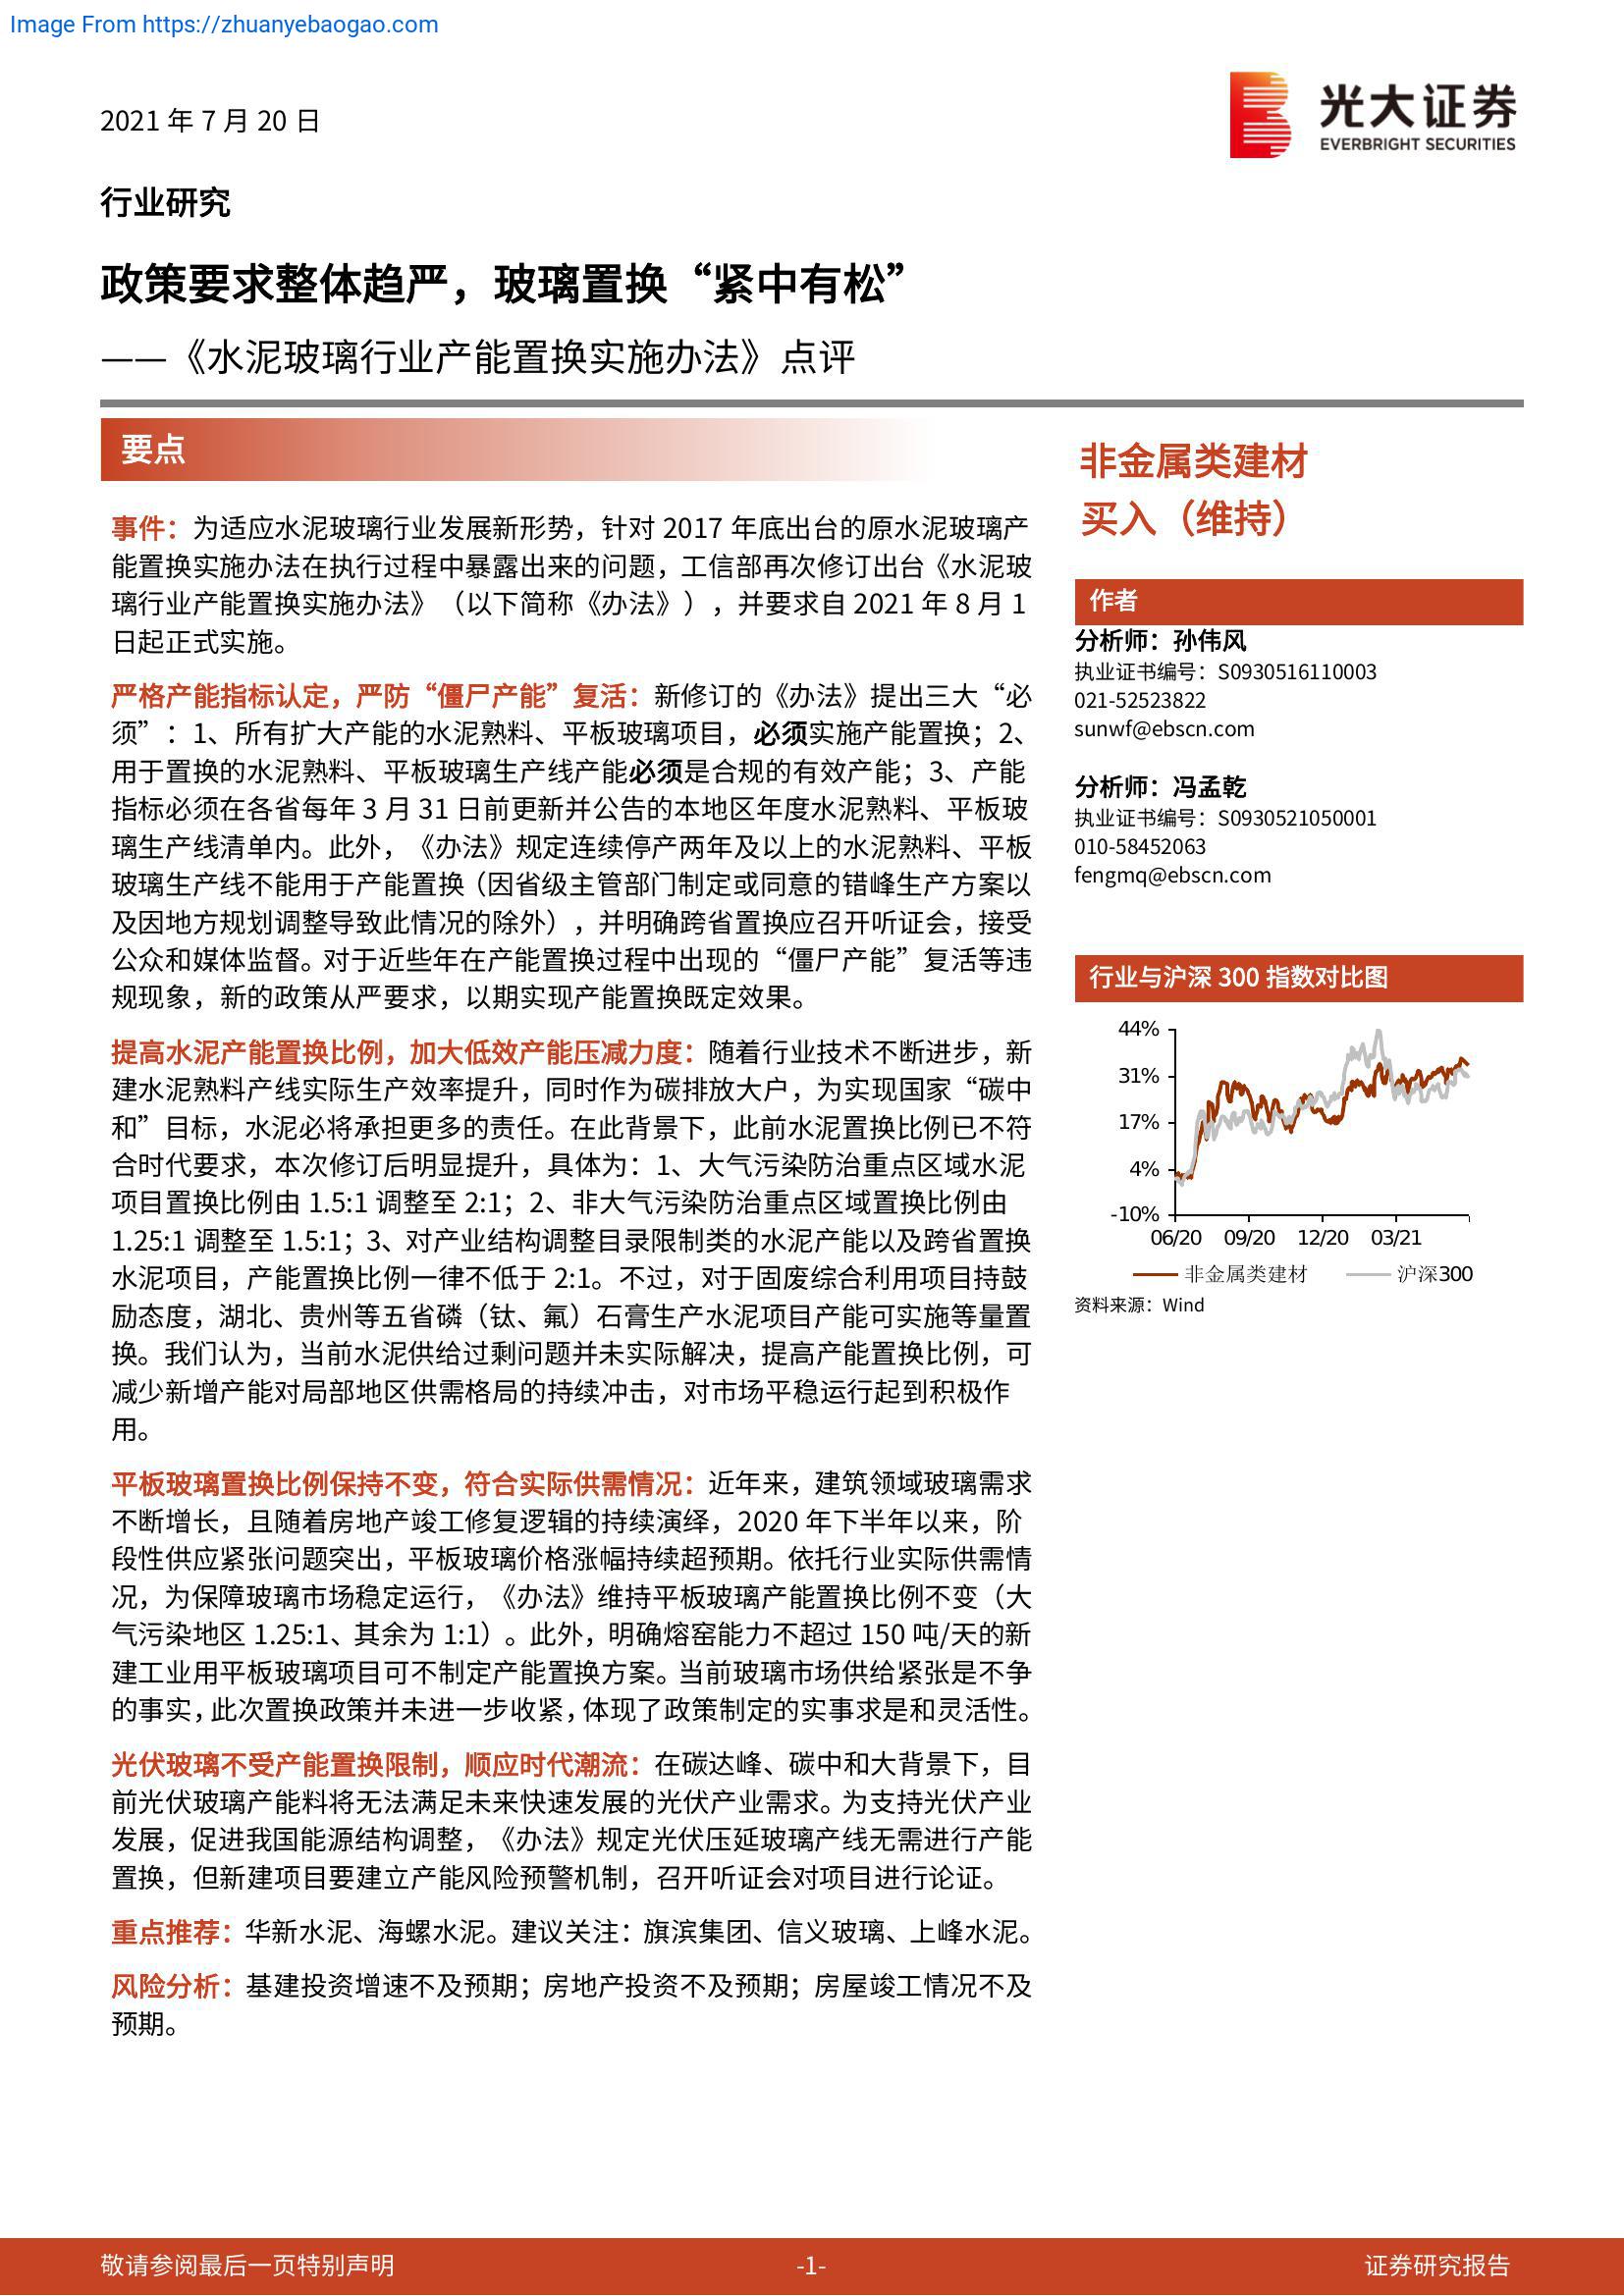 Image From https://zhuanyebaogao.com
2021 年 7 月 20 日
光大证券
EVERBRIGHT SECURITIES
行业研究
政策要求整体趋严，玻璃置换“紧中有松”
——《水泥玻璃行业产能置换实施办法》点评
要点
事件：为适应水泥玻璃行业发展新形势，针对 2017 年底出台的原水泥玻璃产
能置换实施办法在执行过程中暴露出来的问题，工信部再次修订出台《水泥玻
璃行业产能置换实施办法》（以下简称《办法》），并要求自 2021 年 8 月 1
日起正式实施。
严格产能指标认定，严防“僵尸产能”复活：新修订的《办法》提出三大“必
须”：1、所有扩大产能的水泥熟料、平板玻璃项目，必须实施产能置换；2、
用于置换的水泥熟料、平板玻璃生产线产能必须是合规的有效产能；3、产能
指标必须在各省每年 3 月 31 日前更新并公告的本地区年度水泥熟料、平板玻
璃生产线清单内。此外，《办法》规定连续停产两年及以上的水泥熟料、平板
玻璃生产线不能用于产能置换（因省级主管部门制定或同意的错峰生产方案以
及因地方规划调整导致此情况的除外），并明确跨省置换应召开听证会，接受
公众和媒体监督。对于近些年在产能置换过程中出现的“僵尸产能”复活等违
规现象，新的政策从严要求，以期实现产能置换既定效果。
提高水泥产能置换比例，加大低效产能压减力度：随着行业技术不断进步，新
建水泥熟料产线实际生产效率提升，同时作为碳排放大户，为实现国家“碳中
和”目标，水泥必将承担更多的责任。在此背景下，此前水泥置换比例已不符
合时代要求，本次修订后明显提升，具体为：1、大气污染防治重点区域水泥
项目置换比例由 1.5:1 调整至 2:1；2、非大气污染防治重点区域置换比例由
1.25:1 调整至 1.5:1；3、对产业结构调整目录限制类的水泥产能以及跨省置换
水泥项目，产能置换比例一律不低于 2:1。不过，对于固废综合利用项目持鼓
励态度，湖北、贵州等五省磷（钛、氟）石膏生产水泥项目产能可实施等量置
换。我们认为，当前水泥供给过剩问题并未实际解决，提高产能置换比例，可
减少新增产能对局部地区供需格局的持续冲击，对市场平稳运行起到积极作
用。
平板玻璃置换比例保持不变，符合实际供需情况：近年来，建筑领域玻璃需求
不断增长，且随着房地产竣工修复逻辑的持续演绎，2020 年下半年以来，阶
段性供应紧张问题突出，平板玻璃价格涨幅持续超预期。依托行业实际供需情
况，为保障玻璃市场稳定运行，《办法》维持平板玻璃产能置换比例不变（大
气污染地区 1.25:1、其余为 1:1）。此外，明确熔窑能力不超过 150 吨/天的新
建工业用平板玻璃项目可不制定产能置换方案。当前玻璃市场供给紧张是不争
的事实，此次置换政策并未进一步收紧，体现了政策制定的实事求是和灵活性。
光伏玻璃不受产能置换限制，顺应时代潮流：在碳达峰、碳中和大背景下，目
前光伏玻璃产能料将无法满足未来快速发展的光伏产业需求。为支持光伏产业
发展，促进我国能源结构调整，《办法》规定光伏压延玻璃产线无需进行产能
置换，但新建项目要建立产能风险预警机制，召开听证会对项目进行论证。
重点推荐：华新水泥、海螺水泥。建议关注：旗滨集团、信义玻璃、上峰水泥。
风险分析：基建投资增速不及预期；房地产投资不及预期；房屋竣工情况不及
预期。
非金属类建材
买入（维持）
作者
分析师：孙伟风
执业证书编号：S0930516110003
021-52523822
sunwf@ebscn.com
分析师：冯孟乾
执业证书编号：S0930521050001
010-58452063
fengmq@ebscn.com
行业与沪深 300 指数对比图
44%
31%
17%
4%
-10%
06/20 09/20 12/20 03/21
非金属类建材 沪深300
资料来源：Wind
敬请参阅最后一页特别声明 -1- 证券研究报告